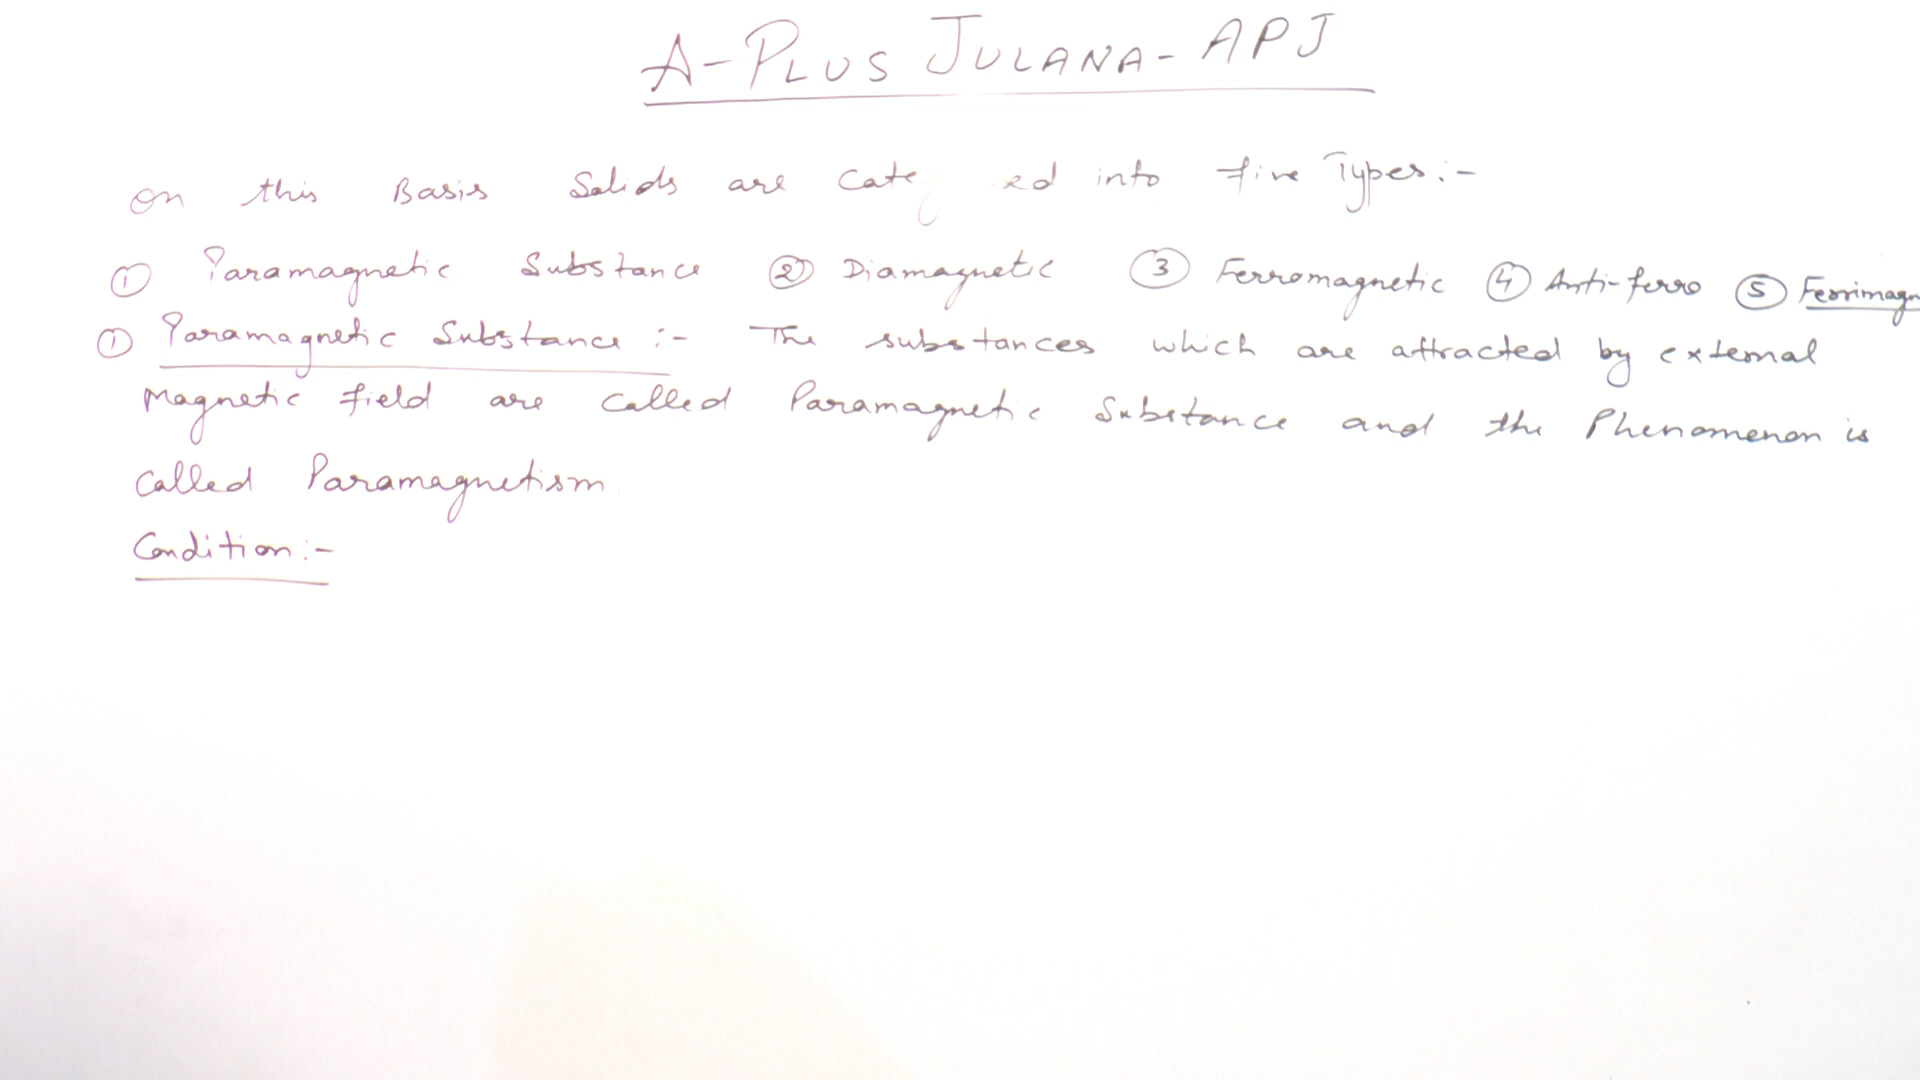 A-PLUS JULANA-APJ
on this Basis Solids are into five Types:-
① Paramagnetic Substance ② Diamagnetic ③ Ferromagnetic ④ Anti-ferro ⑤ Ferrimagn
① Paramagnetic Substance :- The substances which are attracted by external
Magnetic field are called Paramagnetic Substance and the Phenomenon is
called Paramagnetism
Condition:-